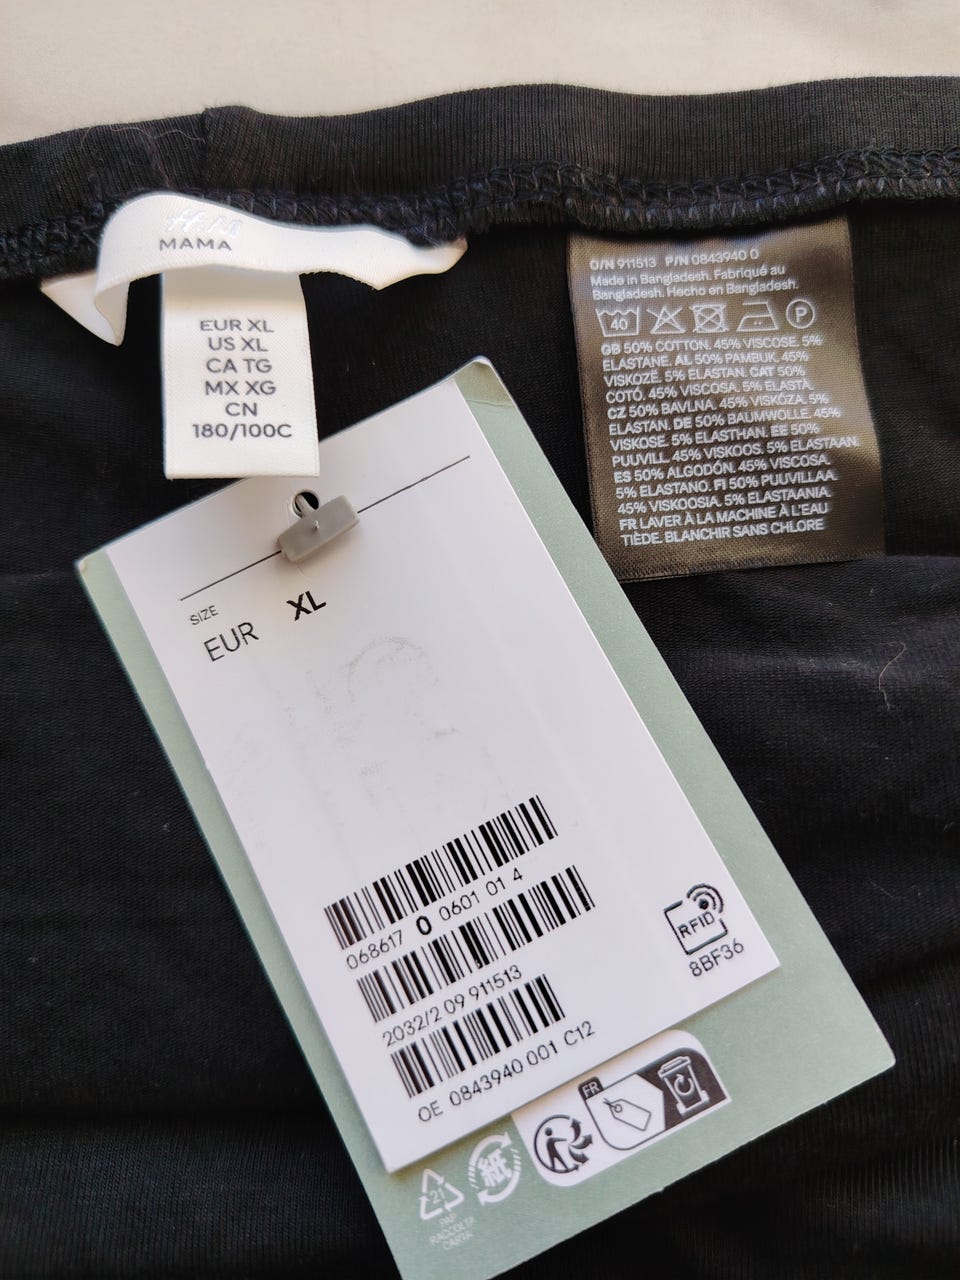 H&M
MAMA
EUR XL
US XL
CA TG
MX XG
CN
180/100C
O/N 911513 P/N 0843940 0
Made in Bangladesh. Fabriqué au
Bangladesh. Hecho en Bangladesh.
40
P
GB 50% COTTON. 45% VISCOSE. 5%
ELASTANE. AL 50% PAMBUK. 45%
VISKOZË. 5% ELASTAN. CAT 50%
COTÓ. 45% VISCOSA. 5% ELASTÀ.
CZ 50% BAVLNA. 45% VISKÓZA. 5%
ELASTAN. DE 50% BAUMWOLLE. 45%
VISKOSE. 5% ELASTHAN. EE 50%
PUUVILL. 45% VISKOOS. 5% ELASTAAN.
ES 50% ALGODÓN. 45% VISCOSA.
5% ELASTANO. FI 50% PUUVILLAA.
45% VISKOOSIA. 5% ELASTAANIA.
FR LAVER À LA MACHINE À L'EAU
TIÈDE. BLANCHIR SANS CHLORE
SIZE
EUR XL
068617 0 0601 01 4
2032/2 09 911513
OE 0843940 001 C12
RFID
8BF36
FR
紙
21
PAP
RACCOLTA
CARTA